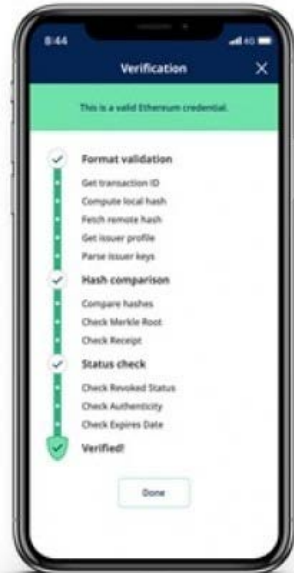 8:44
4G
Verification
This is a valid Ethereum credential.
Format validation
Get transaction ID
Compute local hash
Fetch remote hash
Get issuer profile
Parse issuer keys
Hash comparison
Compare hashes
Check Merkle Root
Check Receipt
Status check
Check Revoked Status
Check Authenticity
Check Expires Date
Verified!
Done